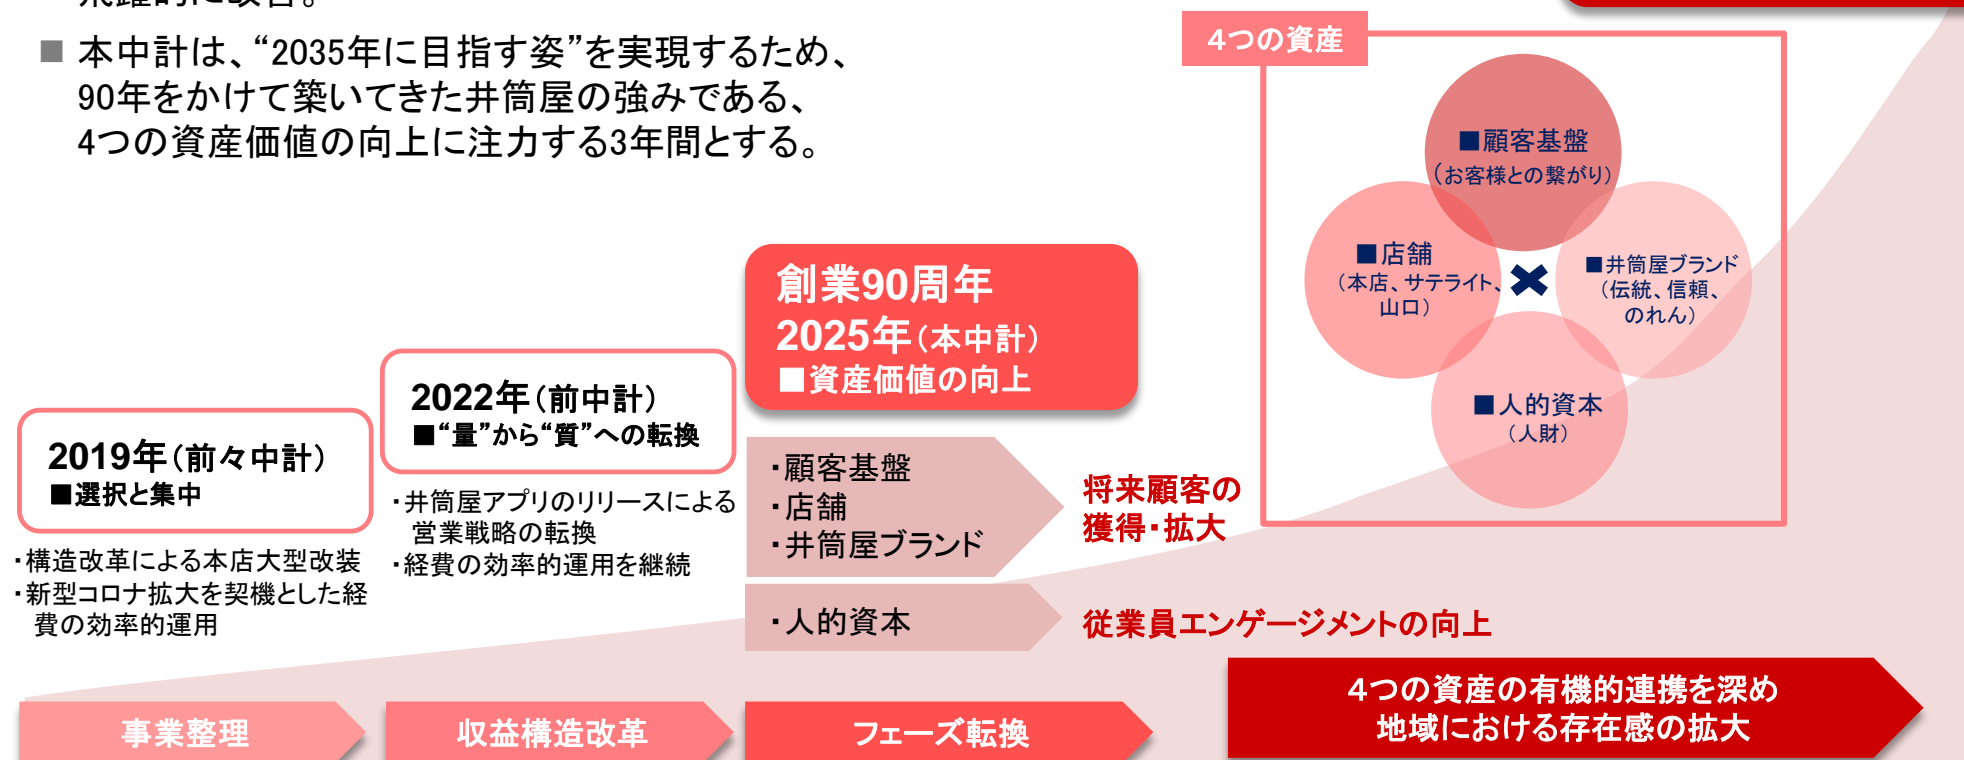 ■ 本中計は、“2035年に目指す姿”を実現するため、
90年をかけて築いてきた井筒屋の強みである、
4つの資産価値の向上に注力する3年間とする。
4つの資産
■顧客基盤
（お客様との繋がり）
■店舗
（本店、サテライト、
山口）
■井筒屋ブランド
（伝統、信頼、
のれん）
■人的資本
（人財）
2019年（前々中計）
■選択と集中
・構造改革による本店大型改装
・新型コロナ拡大を契機とした経
費の効率的運用
2022年（前中計）
■“量”から“質”への転換
・井筒屋アプリのリリースによる
営業戦略の転換
・経費の効率的運用を継続
創業90周年
2025年（本中計）
■資産価値の向上
・顧客基盤
・店舗
・井筒屋ブランド
将来顧客の
獲得・拡大
・人的資本
従業員エンゲージメントの向上
事業整理
収益構造改革
フェーズ転換
4つの資産の有機的連携を深め
地域における存在感の拡大